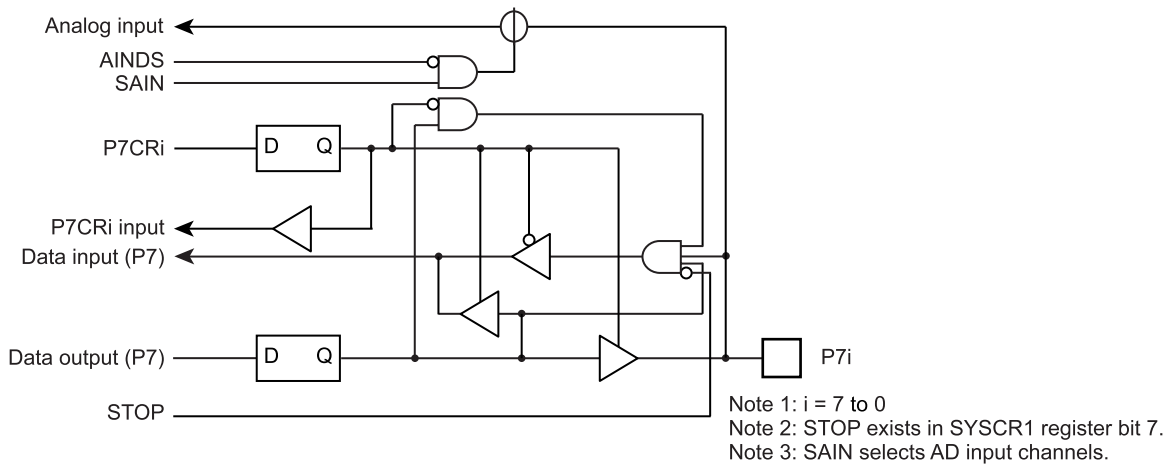 Analog input
AINDS
SAIN
P7CRi
D Q
P7CRi input
Data input (P7)
Data output (P7)
D Q
P7i
STOP
Note 1: i = 7 to 0
Note 2: STOP exists in SYSCR1 register bit 7.
Note 3: SAIN selects AD input channels.